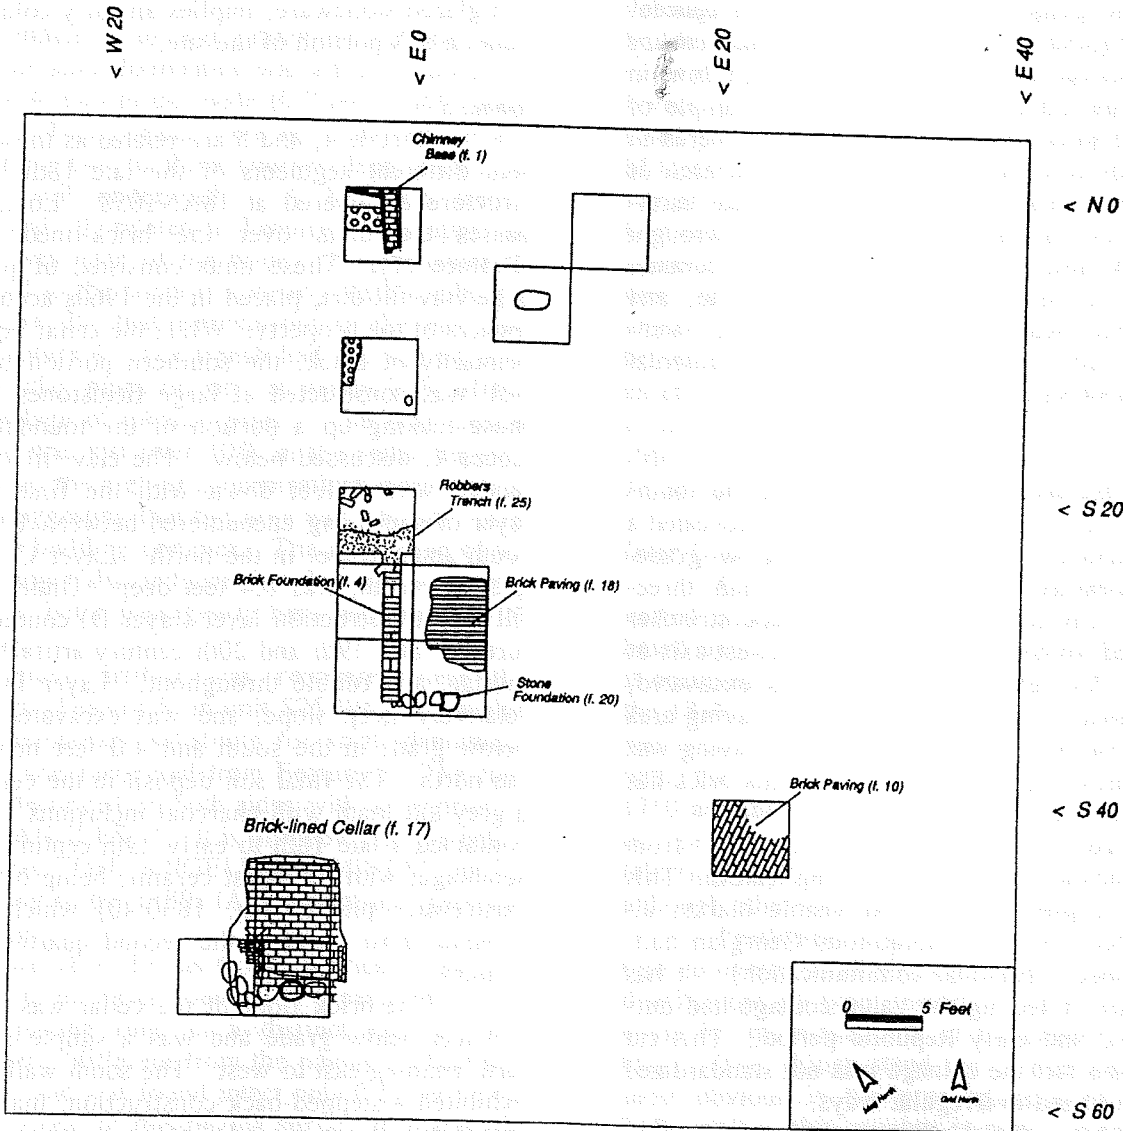 < W 20
< E 0
< E 20
< E 40
Chimney
Base (f. 1)
< N 0
Robbers
Trench (f. 25)
< S 20
Brick Foundation (f. 4)
Brick Paving (f. 18)
Stone
Foundation (f. 20)
Brick Paving (f. 10)
< S 40
Brick-lined Cellar (f. 17)
0 5 Feet
Grid North
< S 60